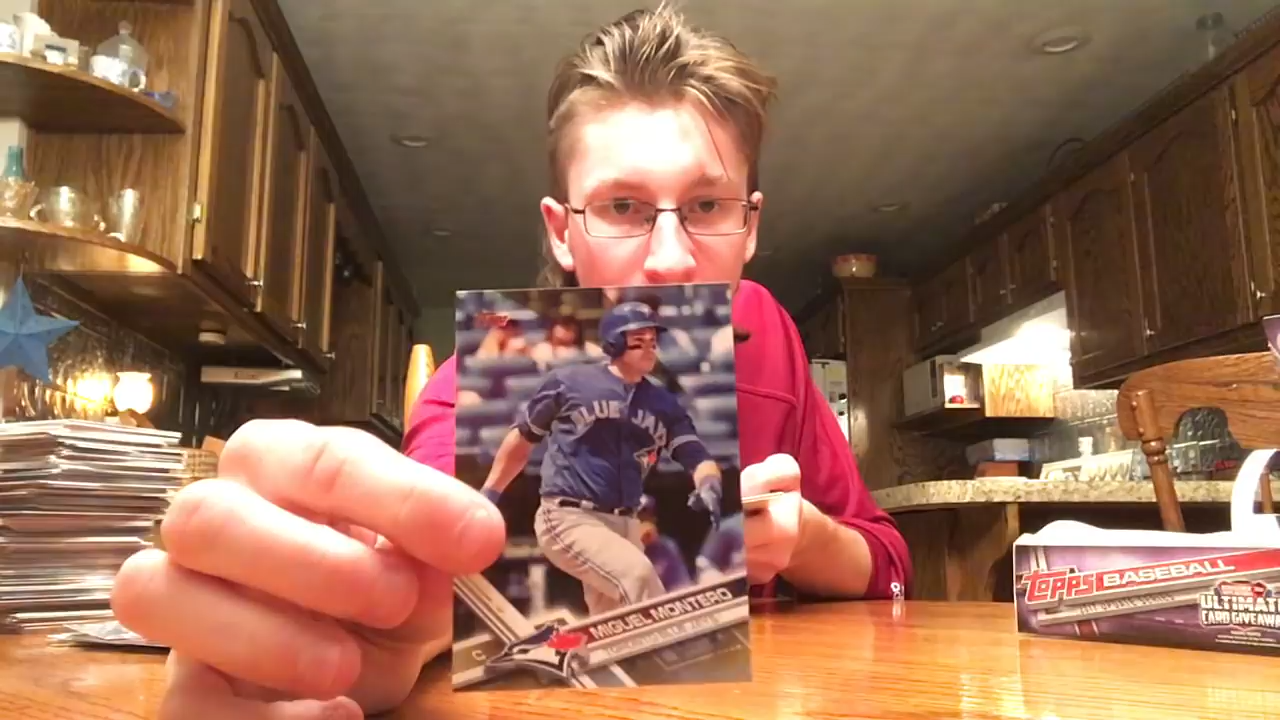 BLUE JAYS
MIGUEL MONTERO
C
TOPPS BASEBALL
ULTIMATE
CARD GIVEAWAY